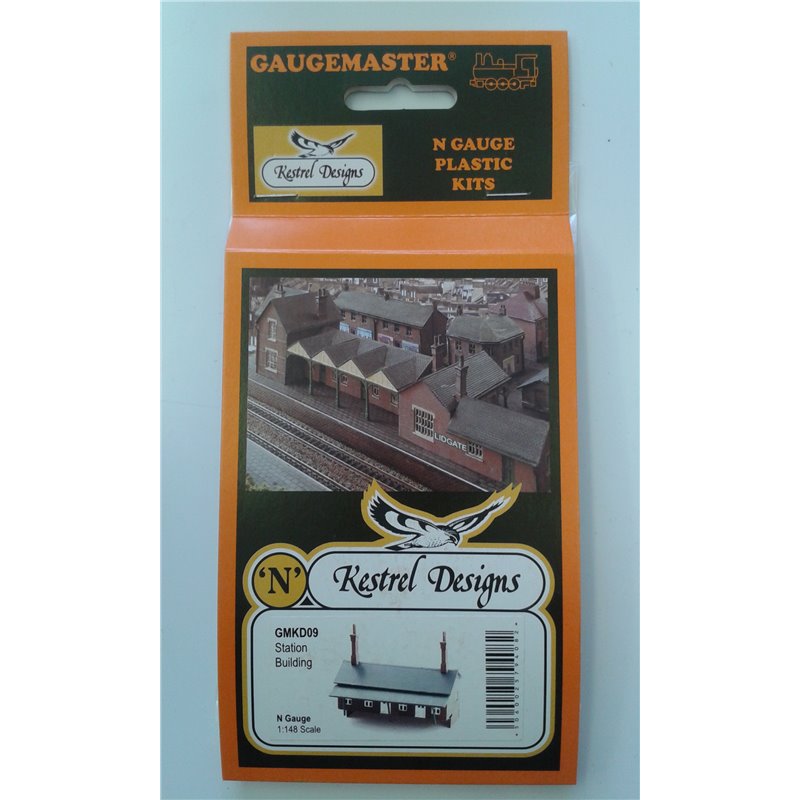 GAUGEMASTER®
Kestrel Designs
N GAUGE
PLASTIC
KITS
LIDGATE
'N'
Kestrel Designs
GMKD09
Station
Building
N Gauge
1:148 Scale